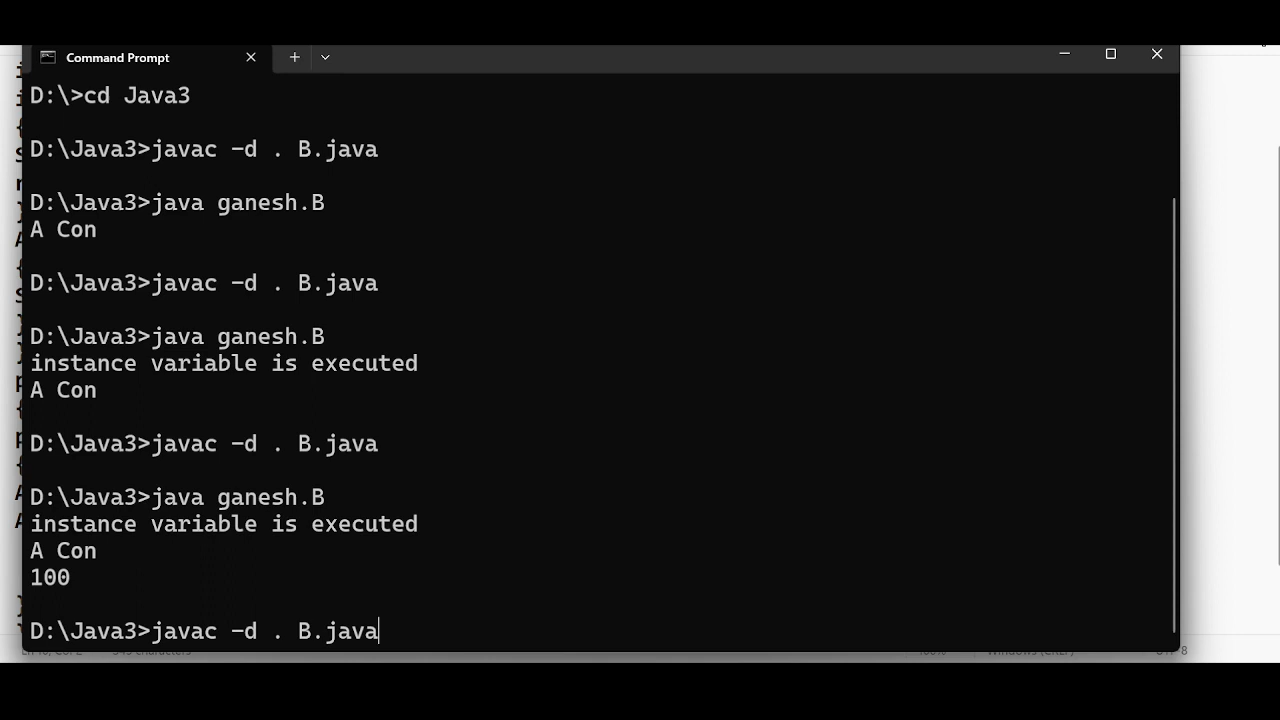 Command Prompt
D:\>cd Java3
D:\Java3>javac -d . B.java
D:\Java3>java ganesh.B
A Con
D:\Java3>javac -d . B.java
D:\Java3>java ganesh.B
instance variable is executed
A Con
D:\Java3>javac -d . B.java
D:\Java3>java ganesh.B
instance variable is executed
A Con
100
D:\Java3>javac -d . B.java